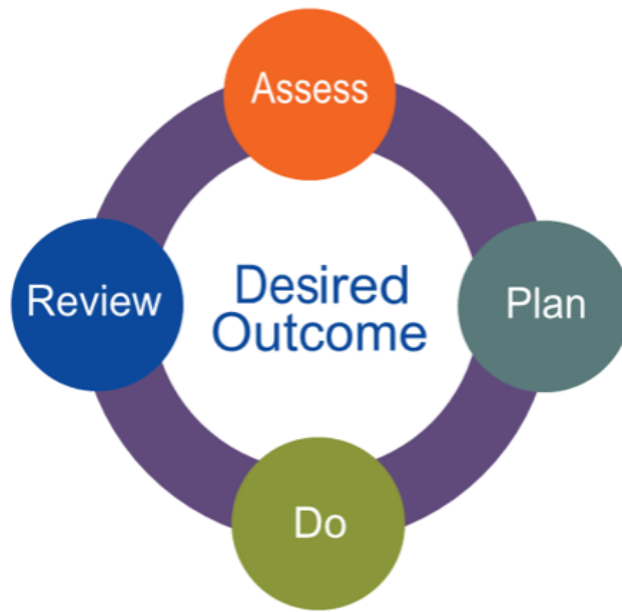 Assess
Plan
Do
Review
Desired
Outcome